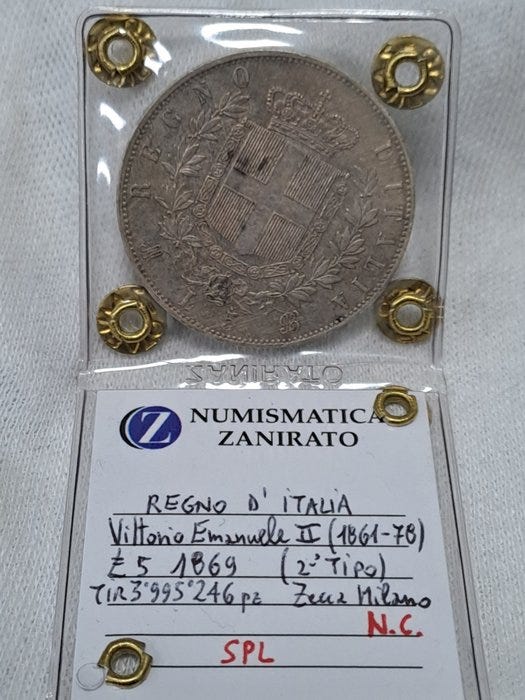 REGNO D'ITALIA
ZANIRATO
Z NUMISMATICA
ZANIRATO
REGNO D'ITALIA
Vittorio Emanuele II (1861-78)
£ 5 1869 (2° TIPO)
TIR 3°995°246 pz Zecca Milano
N.C.
SPL